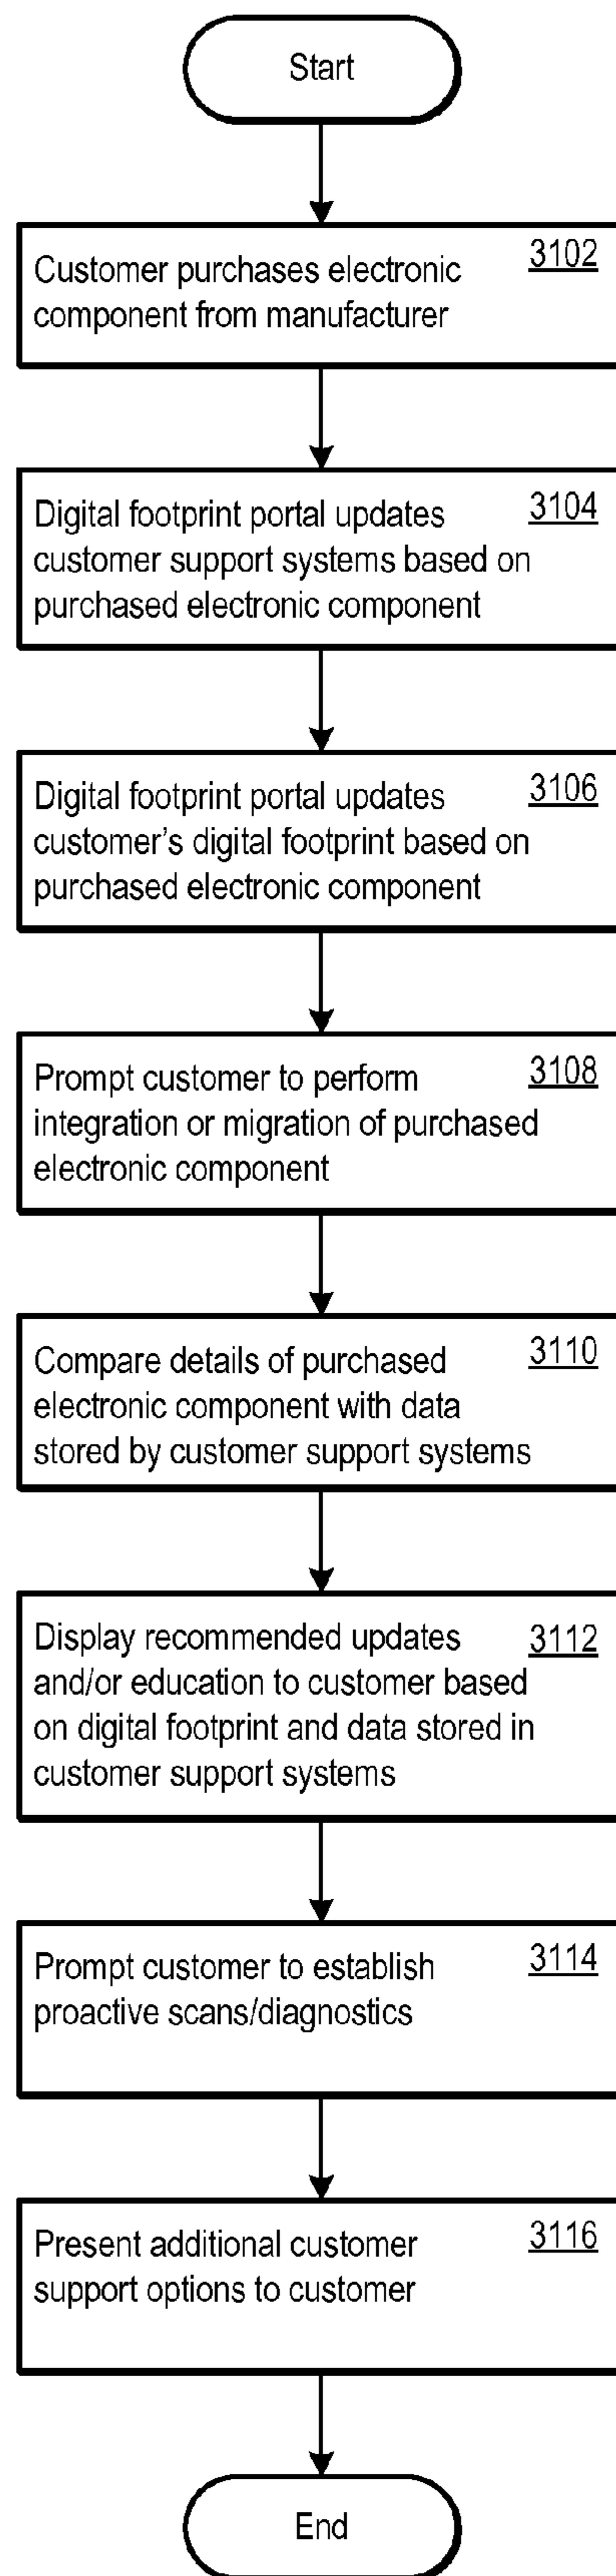 Start
Customer purchases electronic 3102
component from manufacturer
Digital footprint portal updates 3104
customer support systems based on
purchased electronic component
Digital footprint portal updates 3106
customer's digital footprint based on
purchased electronic component
Prompt customer to perform 3108
integration or migration of purchased
electronic component
Compare details of purchased 3110
electronic component with data
stored by customer support systems
Display recommended updates 3112
and/or education to customer based
on digital footprint and data stored in
customer support systems
Prompt customer to establish 3114
proactive scans/diagnostics
Present additional customer 3116
support options to customer
End